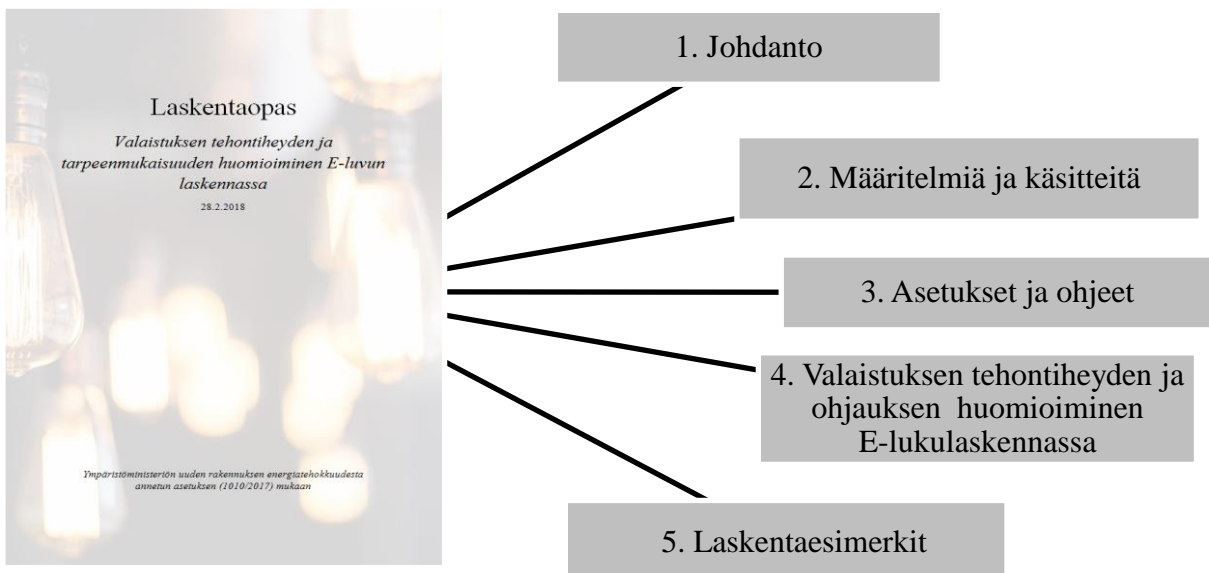 Laskentaopas
Valaistuksen tehontiheyden ja
tarpeenmukaisuuden huomioiminen E-luvun
laskennassa
28.2.2018
Ympäristöministeriön uuden rakennuksen energiatehokkuudesta
annetun asetuksen (1010/2017) mukaan
1. Johdanto
2. Määritelmiä ja käsitteitä
3. Asetukset ja ohjeet
4. Valaistuksen tehontiheyden ja
ohjauksen huomioiminen
E-lukulaskennassa
5. Laskentaesimerkit